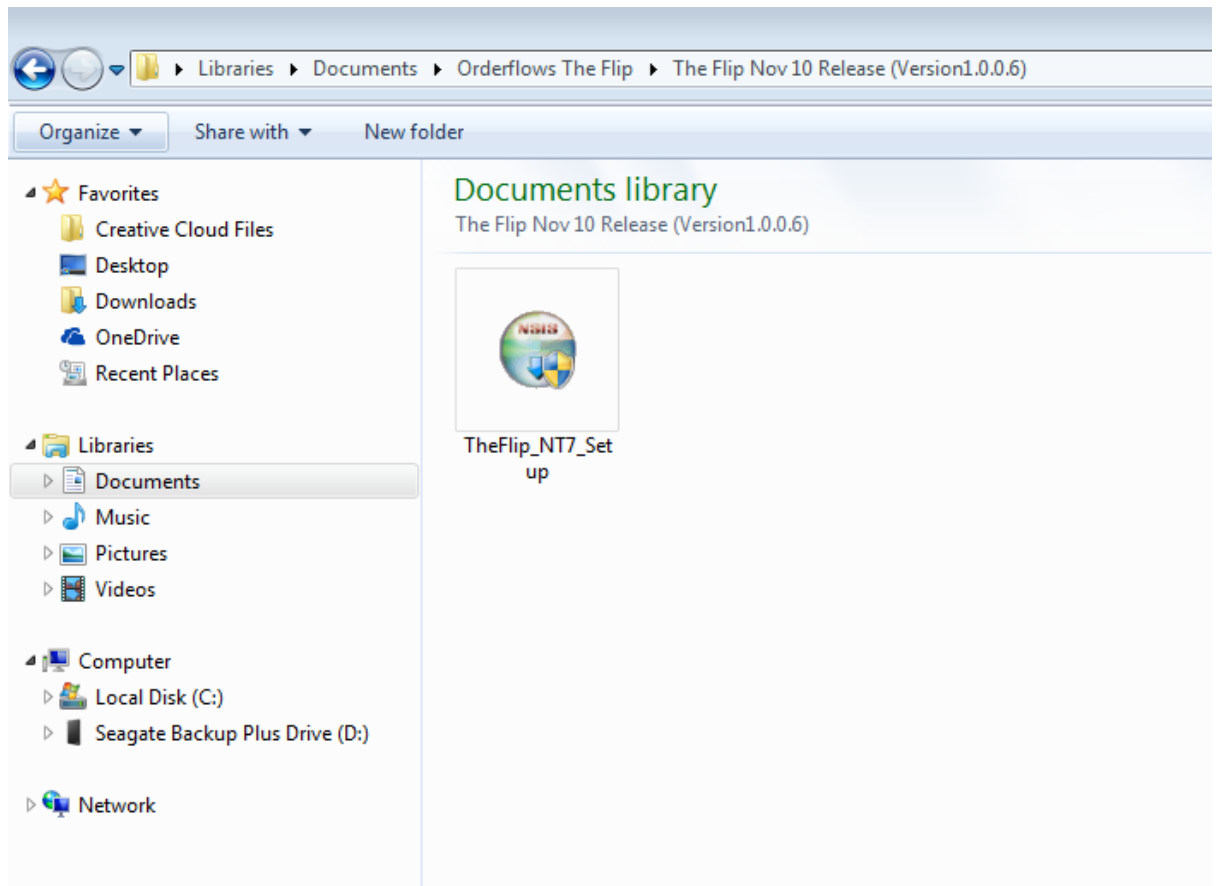 Libraries Documents Orderflows The Flip The Flip Nov 10 Release (Version1.0.0.6)
Organize Share with New folder
Favorites
Creative Cloud Files
Desktop
Downloads
OneDrive
Recent Places
Libraries
Documents
Music
Pictures
Videos
Computer
Local Disk (C:)
Seagate Backup Plus Drive (D:)
Network
Documents library
The Flip Nov 10 Release (Version1.0.0.6)
NSIS
TheFlip_NT7_Set
up